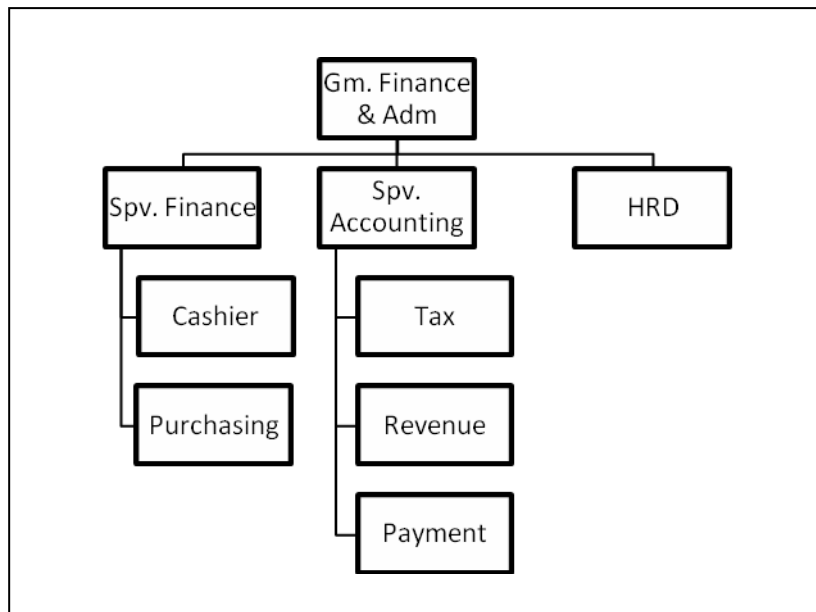 Gm. Finance
& Adm
Spv. Finance
Spv.
Accounting
HRD
Cashier
Tax
Purchasing
Revenue
Payment